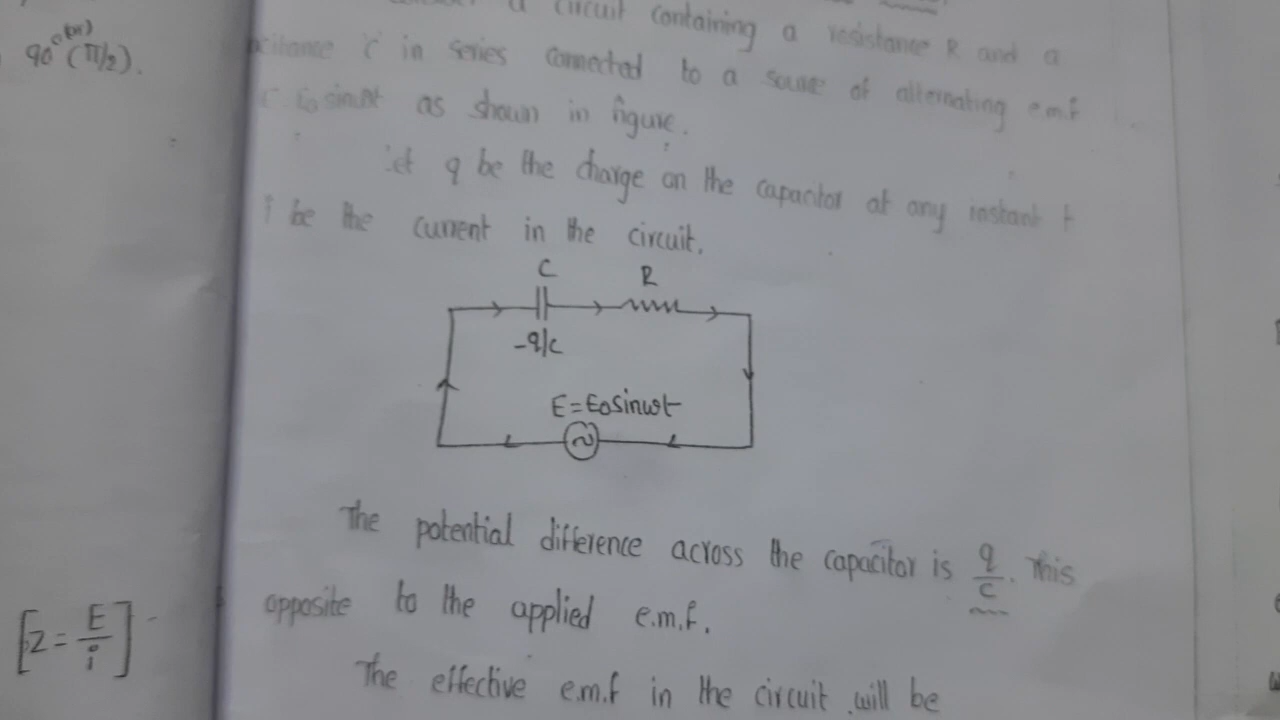 90° (or) (π/2).
a circuit containing a resistance R and a
in series connected to a source of alternating e.m.f
as shown in figure.
q be the charge on the capacitor at any instant t
i be the current in the circuit.
C
R
-q/c
E=E0sinωt
The potential difference across the capacitor is q/c. This
opposite to the applied e.m.f.
[Z = E/i]
The effective e.m.f in the circuit will be